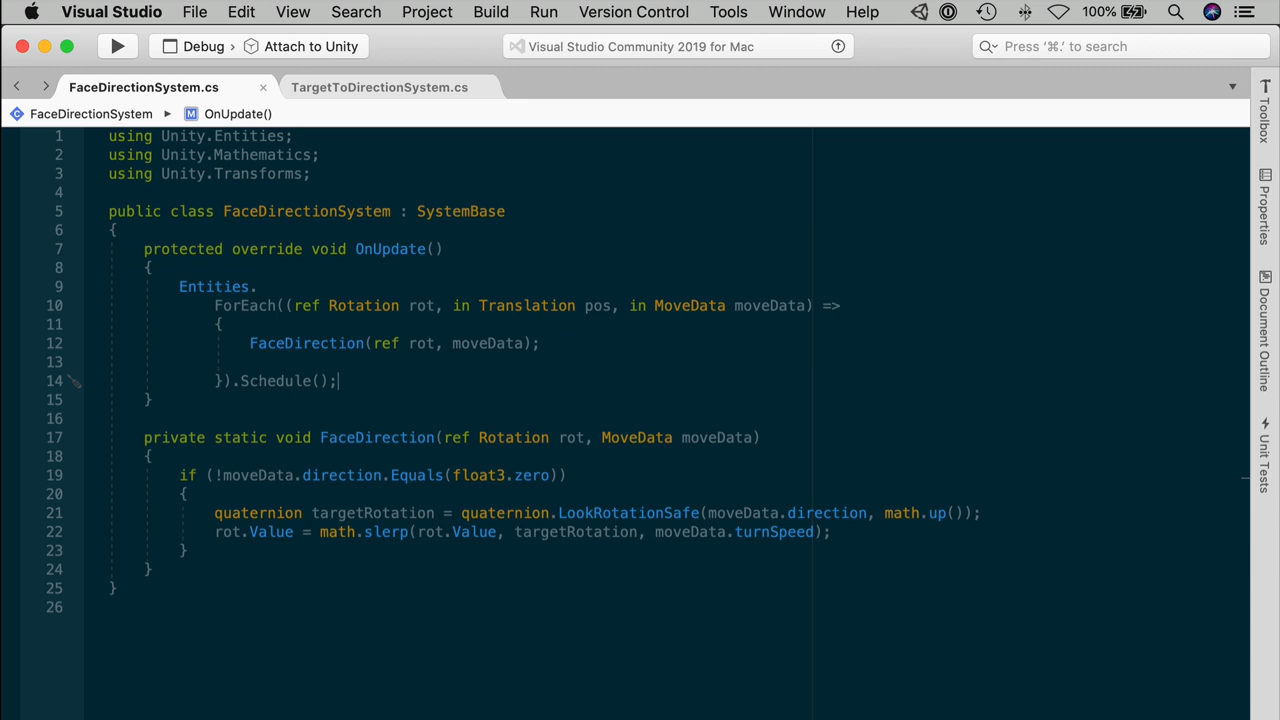 Visual Studio File Edit View Search Project Build Run Version Control Tools Window Help 100%
Debug › Attach to Unity Visual Studio Community 2019 for Mac Press '⌘.' to search
FaceDirectionSystem.cs × TargetToDirectionSystem.cs
FaceDirectionSystem ▸ M OnUpdate()
1 using Unity.Entities;
2 using Unity.Mathematics;
3 using Unity.Transforms;
4
5 public class FaceDirectionSystem : SystemBase
6 {
7 protected override void OnUpdate()
8 {
9 Entities.
10 ForEach((ref Rotation rot, in Translation pos, in MoveData moveData) =>
11 {
12 FaceDirection(ref rot, moveData);
13
14 }).Schedule();
15 }
16
17 private static void FaceDirection(ref Rotation rot, MoveData moveData)
18 {
19 if (!moveData.direction.Equals(float3.zero))
20 {
21 quaternion targetRotation = quaternion.LookRotationSafe(moveData.direction, math.up());
22 rot.Value = math.slerp(rot.Value, targetRotation, moveData.turnSpeed);
23 }
24 }
25 }
26
Toolbox
Properties
Document Outline
Unit Tests